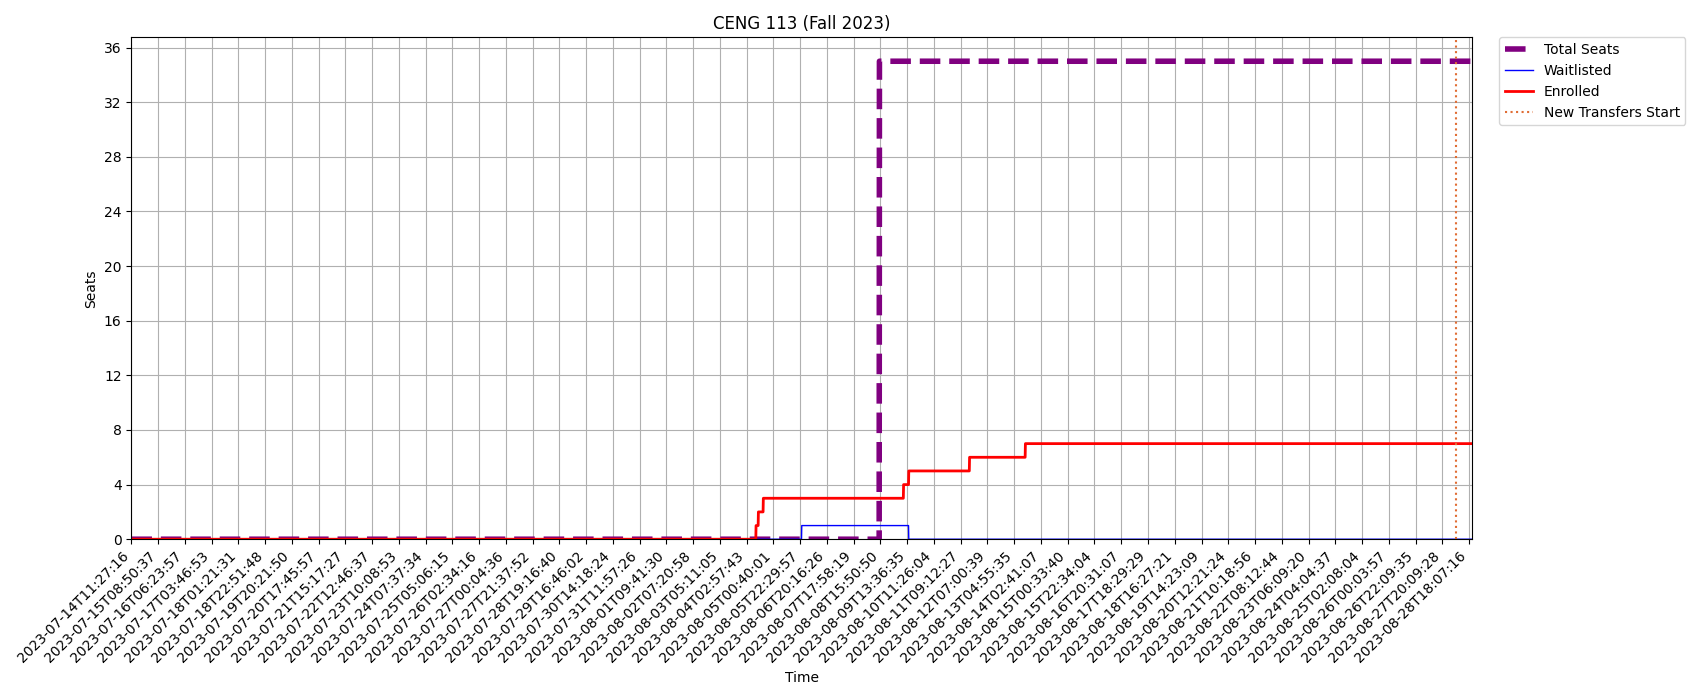 CENG 113 (Fall 2023)
36
32
28
24
20
16
12
8
4
0
Seats
2023-07-14T11:27:16
2023-07-15T08:50:37
2023-07-16T06:23:57
2023-07-17T03:46:53
2023-07-18T01:21:31
2023-07-18T22:51:48
2023-07-19T20:21:50
2023-07-20T17:45:57
2023-07-21T15:17:27
2023-07-22T12:46:37
2023-07-23T10:08:53
2023-07-24T07:37:34
2023-07-25T05:06:15
2023-07-26T02:34:16
2023-07-27T00:04:36
2023-07-27T21:37:52
2023-07-28T19:16:40
2023-07-29T16:46:02
2023-07-30T14:18:24
2023-07-31T11:57:26
2023-08-01T09:41:30
2023-08-02T07:20:58
2023-08-03T05:11:05
2023-08-04T02:57:43
2023-08-05T00:40:01
2023-08-05T22:29:57
2023-08-06T20:16:26
2023-08-07T17:58:19
2023-08-08T15:50:50
2023-08-09T13:36:35
2023-08-10T11:26:04
2023-08-11T09:12:27
2023-08-12T07:00:39
2023-08-13T04:55:35
2023-08-14T02:41:07
2023-08-15T00:33:40
2023-08-15T22:34:04
2023-08-16T20:31:07
2023-08-17T18:29:29
2023-08-18T16:27:21
2023-08-19T14:23:09
2023-08-20T12:21:24
2023-08-21T10:18:56
2023-08-22T08:12:44
2023-08-23T06:09:20
2023-08-24T04:04:37
2023-08-25T02:08:04
2023-08-26T00:03:57
2023-08-26T22:09:35
2023-08-27T20:09:28
2023-08-28T18:07:16
Time
Total Seats
Waitlisted
Enrolled
New Transfers Start